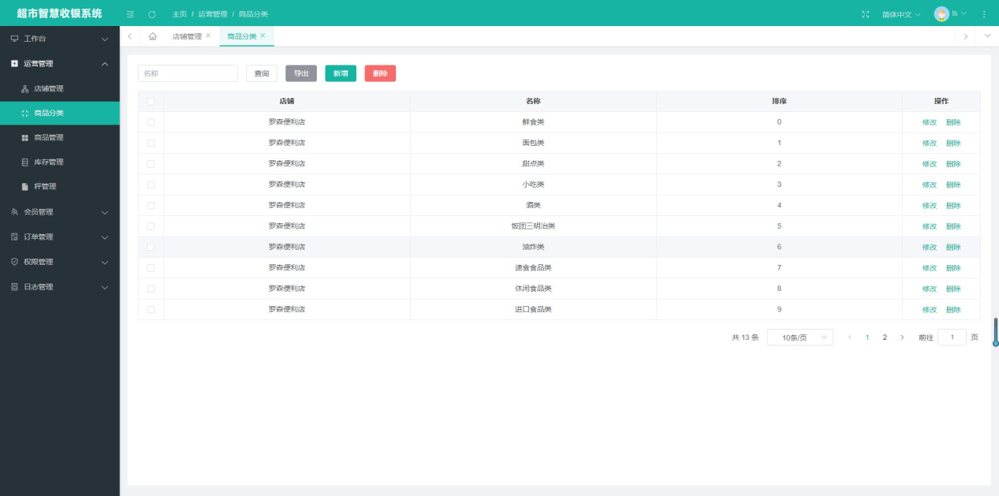 超市智慧收银系统
主页 / 运营管理 / 商品分类
简体中文
ls
工作台
运营管理
店铺管理
商品分类
商品管理
库存管理
秤管理
会员管理
订单管理
权限管理
日志管理
店铺管理 商品分类
名称 查询 导出 新增 删除
店铺 名称 排序 操作
罗森便利店 鲜食类 0 修改 删除
罗森便利店 面包类 1 修改 删除
罗森便利店 甜点类 2 修改 删除
罗森便利店 小吃类 3 修改 删除
罗森便利店 酒类 4 修改 删除
罗森便利店 饭团三明治类 5 修改 删除
罗森便利店 油炸类 6 修改 删除
罗森便利店 速食食品类 7 修改 删除
罗森便利店 休闲食品类 8 修改 删除
罗森便利店 进口食品类 9 修改 删除
共 13 条 10条/页 1 2 前往 1 页